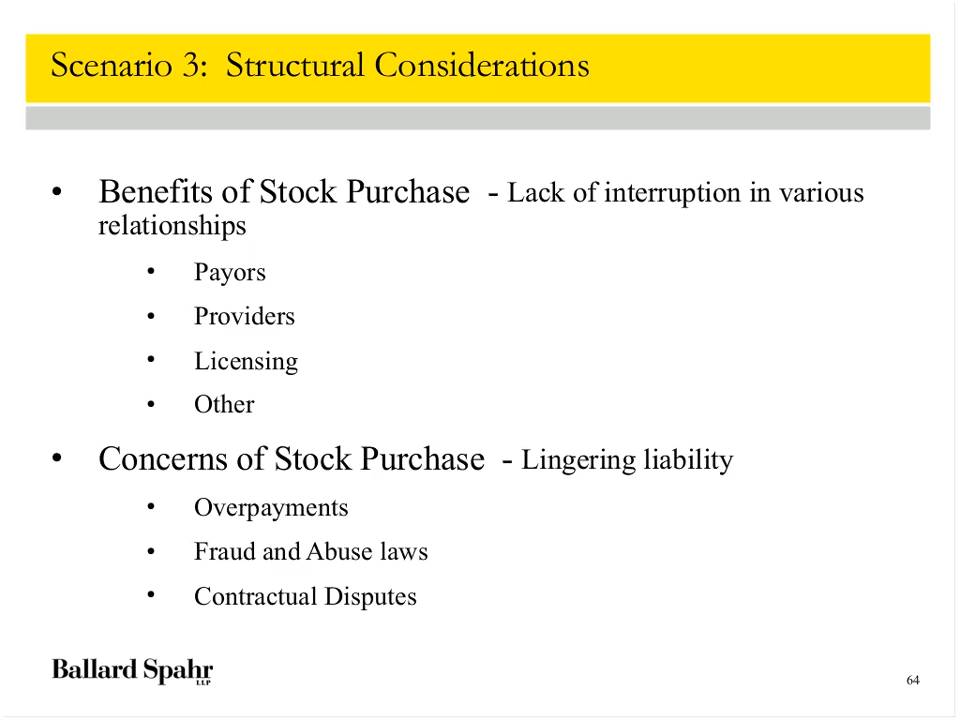 Scenario 3:  Structural Considerations
• Benefits of Stock Purchase  - Lack of interruption in various
relationships
• Payors
• Providers
• Licensing
• Other
• Concerns of Stock Purchase  - Lingering liability
• Overpayments
• Fraud and Abuse laws
• Contractual Disputes
Ballard Spahr
LLP
64